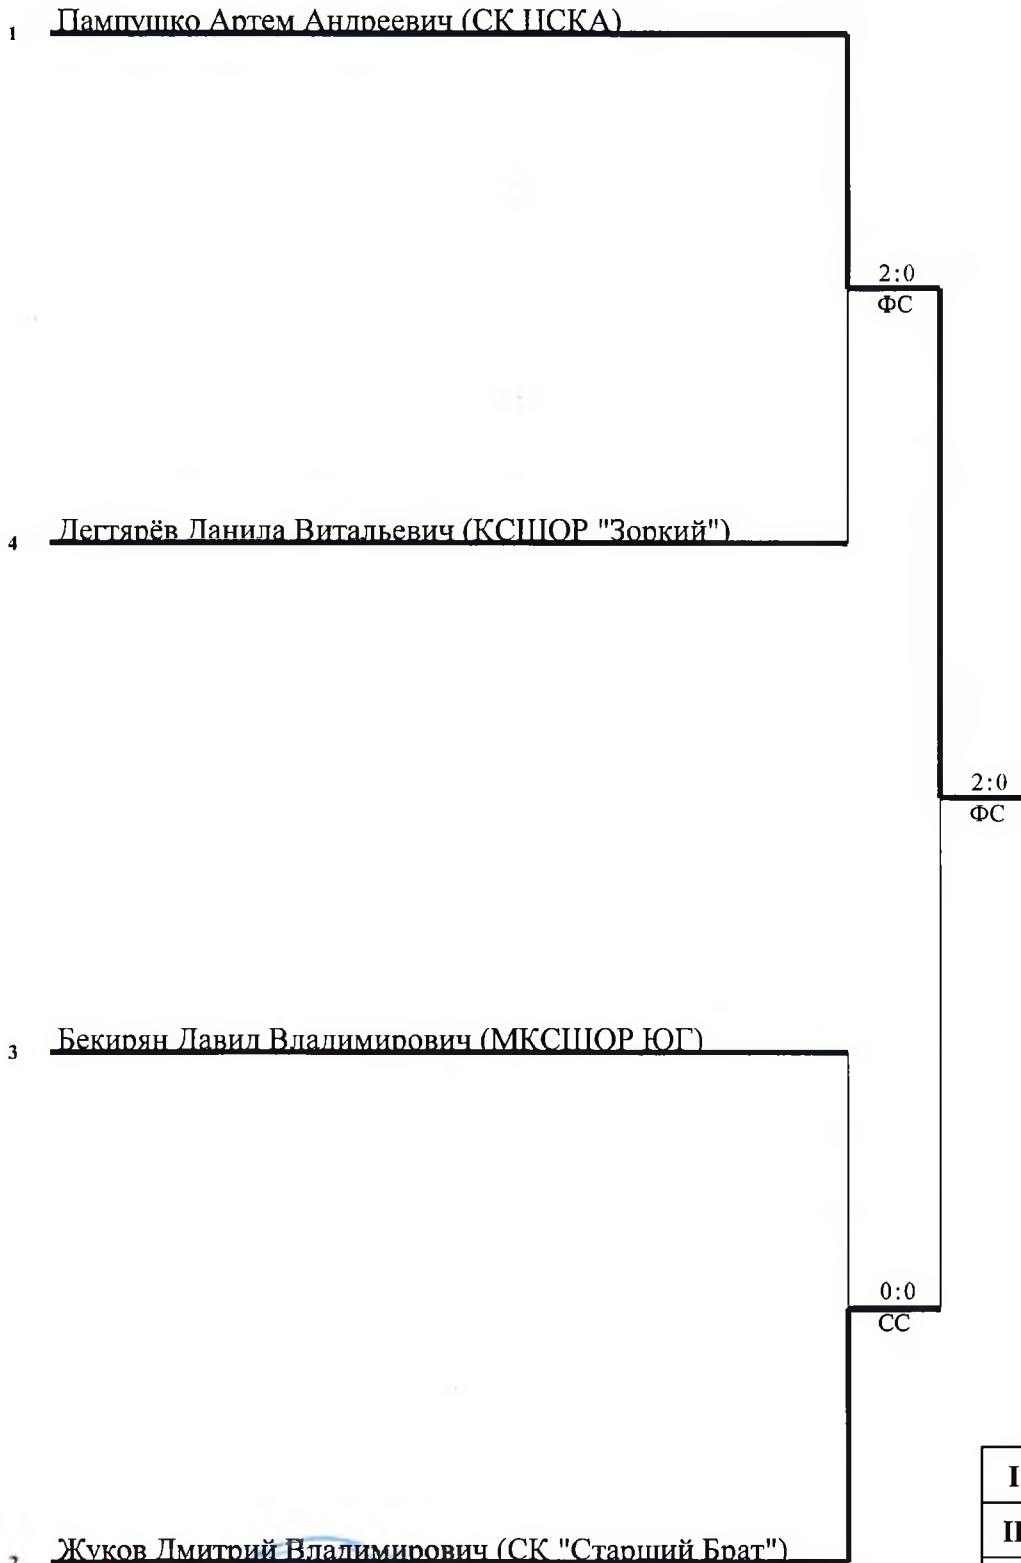 1 Пампушко Артем Андреевич (СК ЦСКА)
2:0
ФС
4 Дегтярёв Данила Витальевич (КСШОР "Зоркий")
2:0
ФС
3 Бекирян Давид Владимирович (МКСШОР ЮГ)
0:0
СС
I
II
2 Жуков Дмитрий Владимирович (СК "Старший Брат")